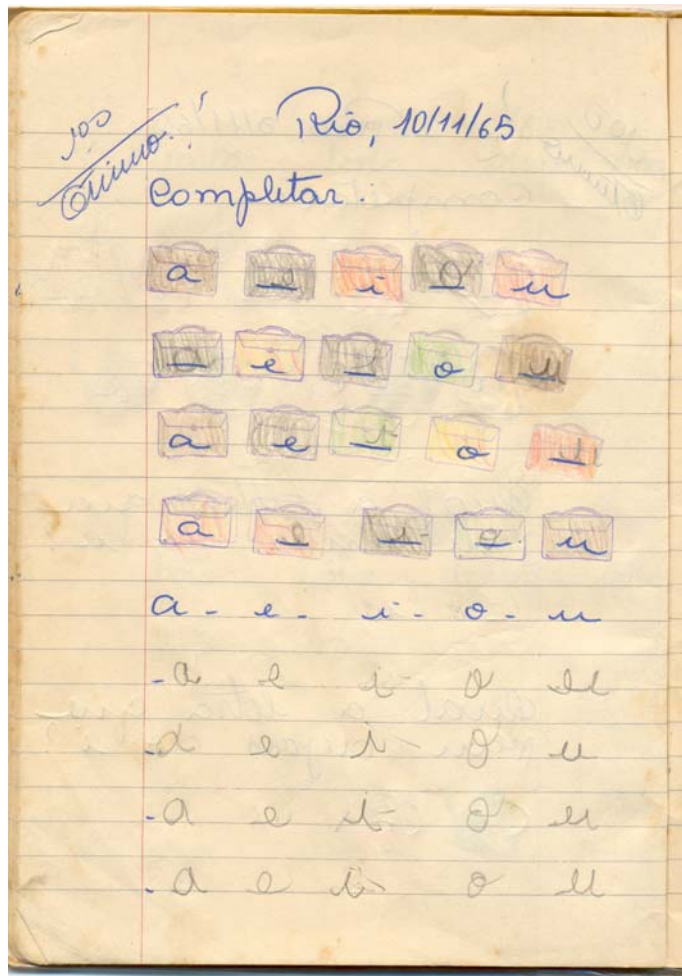 100
Ótimo!
Rio, 10/11/65
Completar:
a e i o u
a e i o u
a e i o u
a e i o u
a - e - i - o - u
- a e i o u
- a e i o u
- a e i o u
- a e i o u